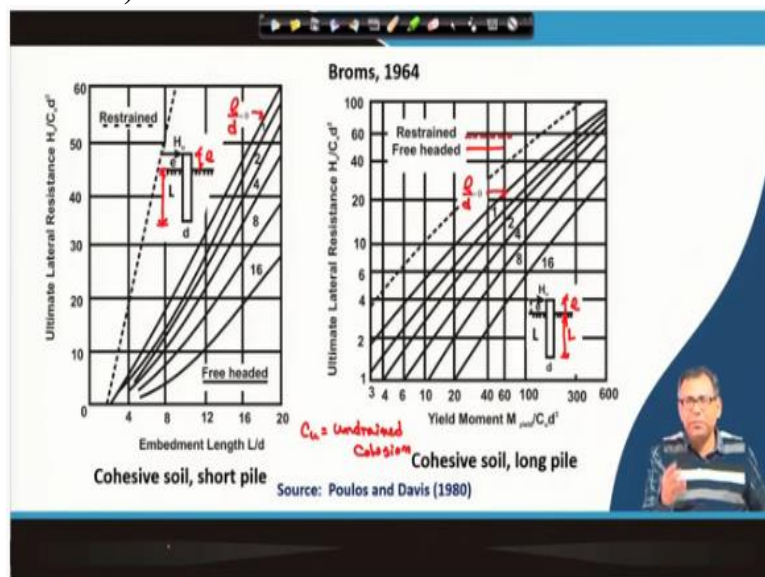 Broms, 1964
Ultimate Lateral Resistance Hᵤ/Cᵤd²
60
50
40
30
20
10
Restrained
Hᵤ
e
e
L
d
e/d = 0
1
2
4
8
16
Free headed
0
4
8
12
16
20
Embedment Length L/d
Cohesive soil, short pile
Ultimate Lateral Resistance Hᵤ/Cᵤd²
100
60
40
20
10
6
4
2
1
Restrained
Free headed
e/d = 0
1
2
4
8
16
Hᵤ
e
L
L
d
3 4 6 10 20 40 60 100 300 600
Yield Moment M yield/Cᵤd³
Cᵤ = undrained
Cohesion
Cohesive soil, long pile
Source: Poulos and Davis (1980)